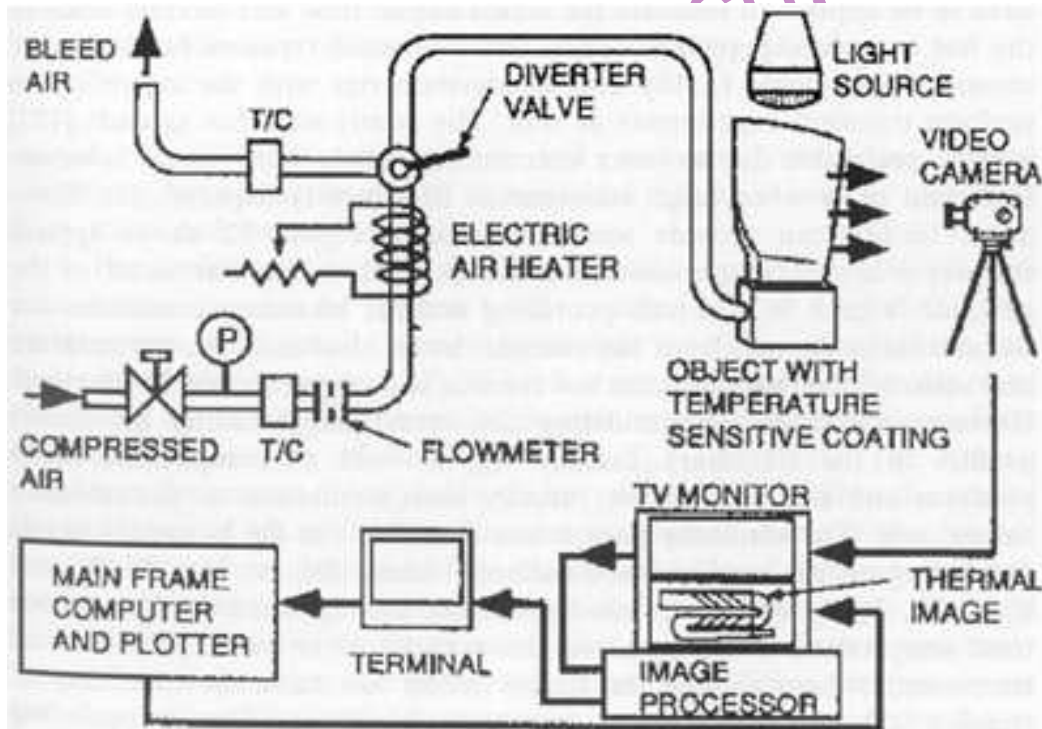 BLEED
AIR
T/C
DIVERTER
VALVE
LIGHT
SOURCE
VIDEO
CAMERA
ELECTRIC
AIR HEATER
P
COMPRESSED
AIR
T/C
FLOWMETER
OBJECT WITH
TEMPERATURE
SENSITIVE COATING
TV MONITOR
THERMAL
IMAGE
MAIN FRAME
COMPUTER
AND PLOTTER
TERMINAL
IMAGE
PROCESSOR